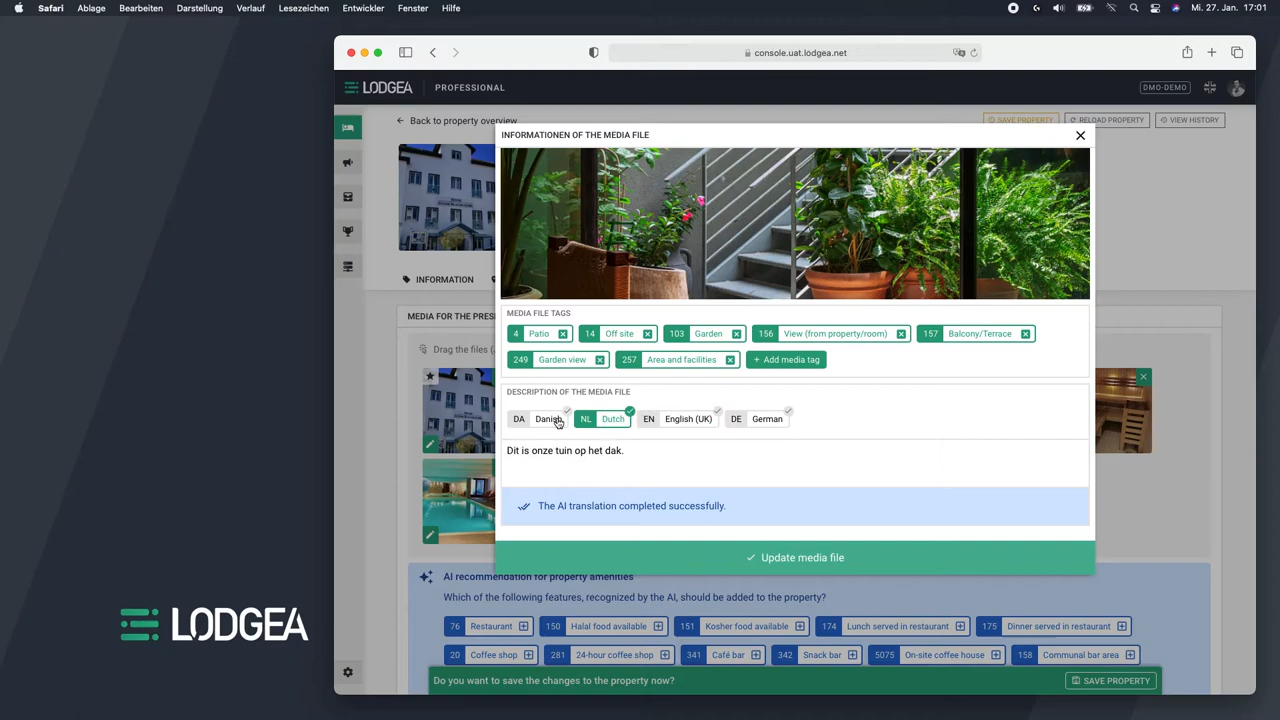 Safari Ablage Bearbeiten Darstellung Verlauf Lesezeichen Entwickler Fenster Hilfe Mi. 27. Jan. 17:01
console.uat.lodgea.net
LODGEA PROFESSIONAL DMO-DEMO
Back to property overview SAVE PROPERTY RELOAD PROPERTY VIEW HISTORY
INFORMATIONEN OF THE MEDIA FILE
INFORMATION
MEDIA FOR THE PRES
Drag the files (
MEDIA FILE TAGS
4 Patio 14 Off site 103 Garden 156 View (from property/room) 157 Balcony/Terrace
249 Garden view 257 Area and facilities + Add media tag
DESCRIPTION OF THE MEDIA FILE
DA Danish NL Dutch EN English (UK) DE German
Dit is onze tuin op het dak.
The AI translation completed successfully.
Update media file
AI recommendation for property amenities
Which of the following features, recognized by the AI, should be added to the property?
76 Restaurant 150 Halal food available 151 Kosher food available 174 Lunch served in restaurant 175 Dinner served in restaurant
20 Coffee shop 281 24-hour coffee shop 341 Café bar 342 Snack bar 5075 On-site coffee house 158 Communal bar area
Do you want to save the changes to the property now? SAVE PROPERTY
LODGEA